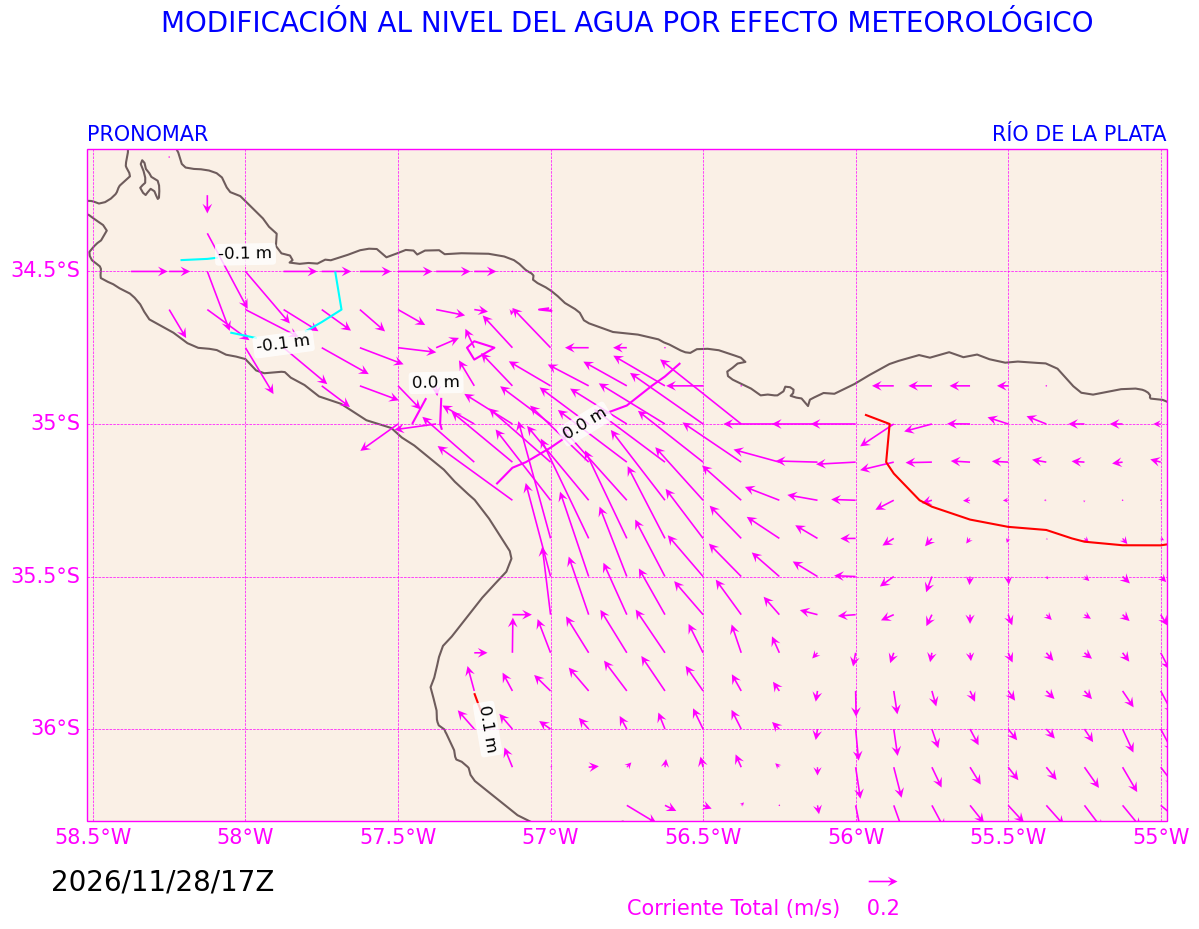 MODIFICACIÓN AL NIVEL DEL AGUA POR EFECTO METEOROLÓGICO
PRONOMAR
RÍO DE LA PLATA
-0.1 m
-0.1 m
0.0 m
0.0 m
0.1 m
34.5°S
35°S
35.5°S
36°S
58.5°W
58°W
57.5°W
57°W
56.5°W
56°W
55.5°W
55°W
2026/11/28/17Z
Corriente Total (m/s)
0.2